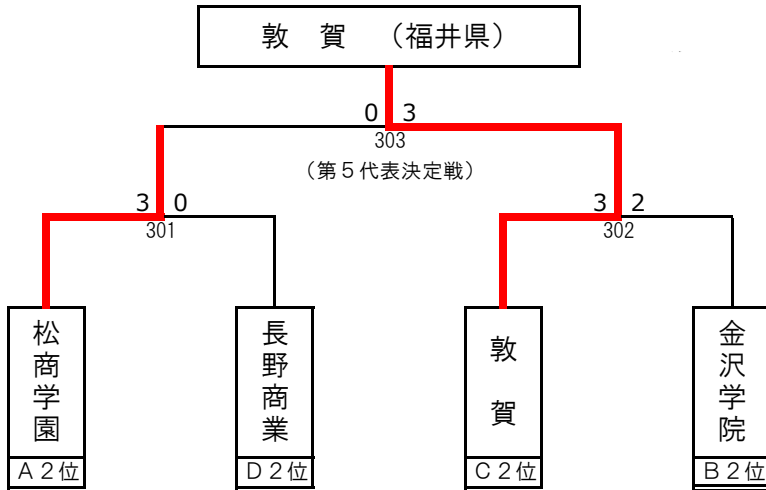 敦　賀　（福井県）
0 3
303
（第５代表決定戦）
3 0
301
3 2
302
松商学園
長野商業
敦　賀
金沢学院
Ａ２位
Ｄ２位
Ｃ２位
Ｂ２位